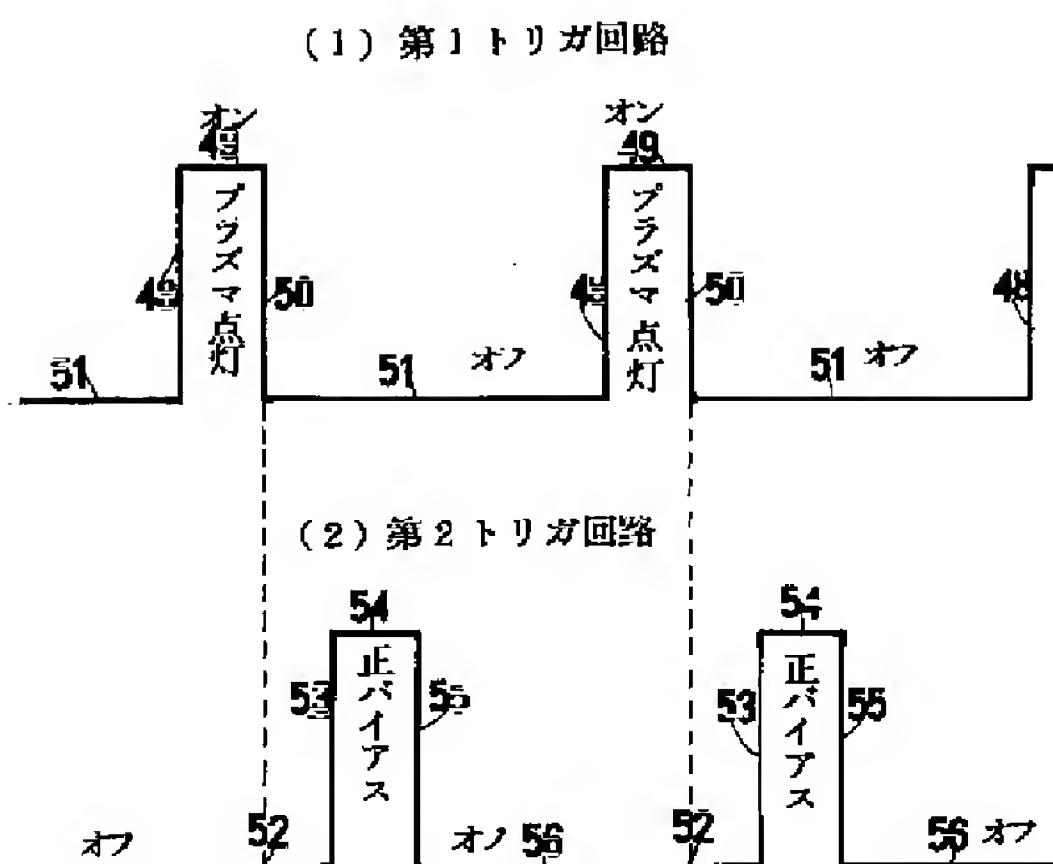 (1) 第1トリガ回路
オン オン
49 49
プラズマ点灯 プラズマ点灯
50 50 48
51 51 オフ 51 オフ
(2) 第2トリガ回路
54 54
正バイアス 正バイアス
53 55 53 55
オフ 52 オフ 56 52 56 オフ